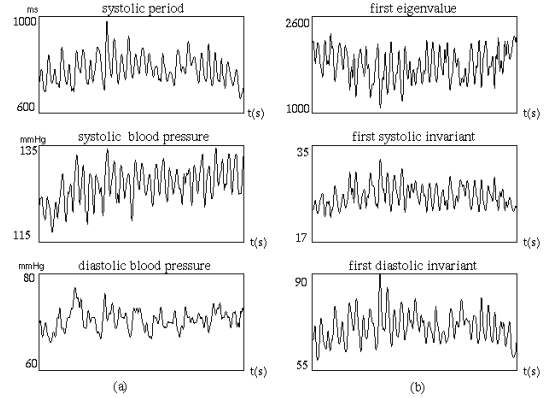 systolic period
ms
1000
600
t(s)
systolic blood pressure
mmHg
135
115
t(s)
diastolic blood pressure
mmHg
80
60
t(s)
(a)
first eigenvalue
2600
1000
t(s)
first systolic invariant
35
17
t(s)
first diastolic invariant
90
55
t(s)
(b)